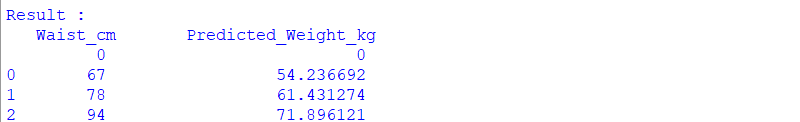 Result :
Waist_cm Predicted_Weight_kg
0 0
0 67 54.236692
1 78 61.431274
2 94 71.896121